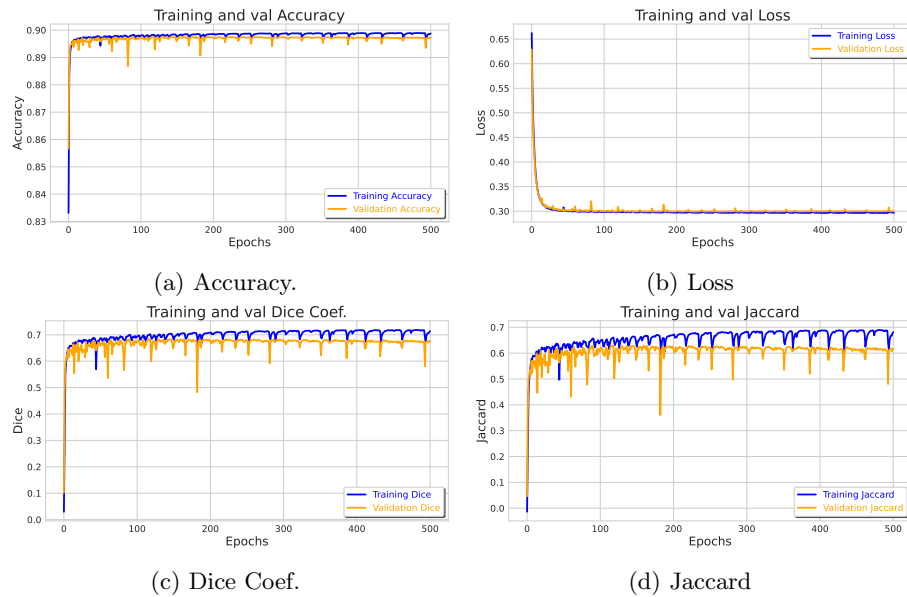 Training and val Accuracy
0.90
0.89
0.88
0.87
0.86
0.85
0.84
0.83
Accuracy
0 100 200 300 400 500
Epochs
Training Accuracy
Validation Accuracy
(a) Accuracy.
Training and val Loss
0.65
0.60
0.55
0.50
0.45
0.40
0.35
0.30
Loss
0 100 200 300 400 500
Epochs
Training Loss
Validation Loss
(b) Loss
Training and val Dice Coef.
0.7
0.6
0.5
0.4
0.3
0.2
0.1
0.0
Dice
0 100 200 300 400 500
Epochs
Training Dice
Validation Dice
(c) Dice Coef.
Training and val Jaccard
0.7
0.6
0.5
0.4
0.3
0.2
0.1
0.0
Jaccard
0 100 200 300 400 500
Epochs
Training Jaccard
Validation Jaccard
(d) Jaccard